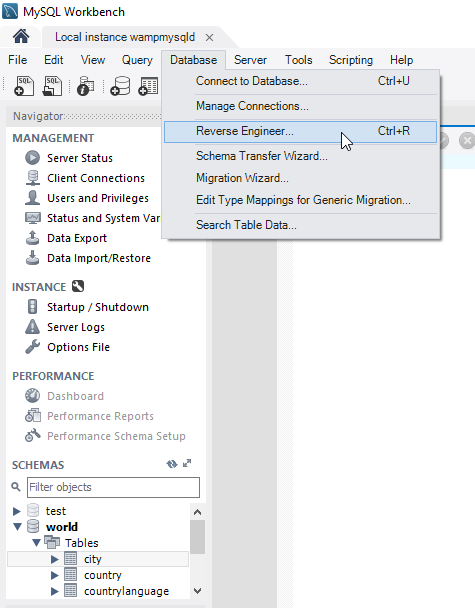 MySQL Workbench
Local instance wampmysqld
File Edit View Query Database Server Tools Scripting Help
Connect to Database... Ctrl+U
Manage Connections...
Reverse Engineer... Ctrl+R
Schema Transfer Wizard...
Migration Wizard...
Edit Type Mappings for Generic Migration...
Search Table Data...
SQL SQL
Navigator
MANAGEMENT
Server Status
Client Connections
Users and Privileges
Status and System Var
Data Export
Data Import/Restore
INSTANCE
Startup / Shutdown
Server Logs
Options File
PERFORMANCE
Dashboard
Performance Reports
Performance Schema Setup
SCHEMAS
Filter objects
test
world
Tables
city
country
countrylanguage